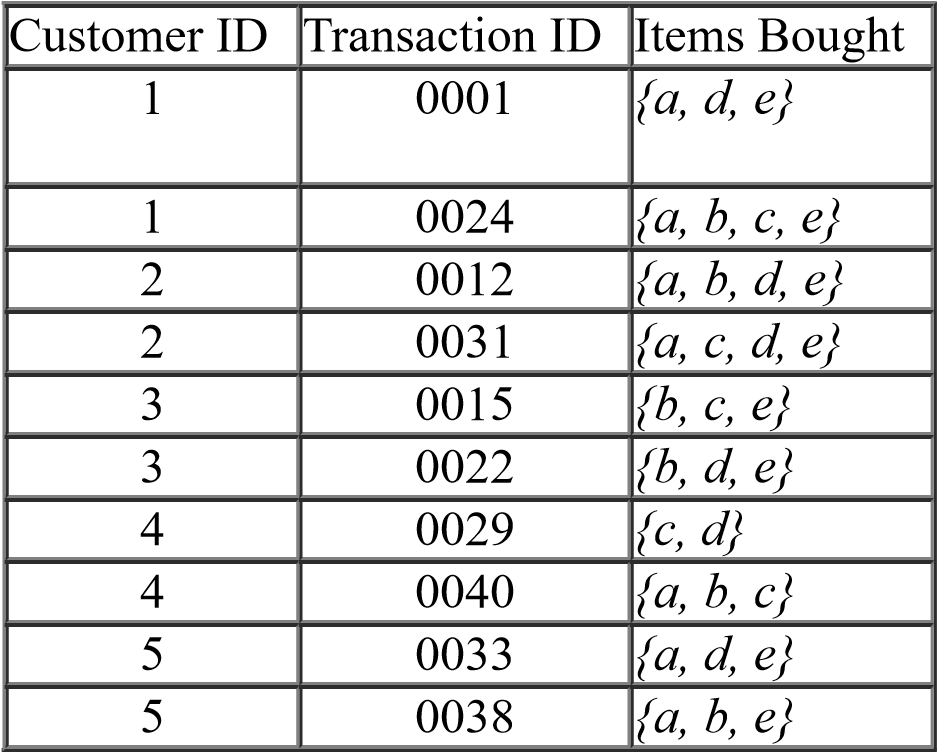 Customer ID Transaction ID Items Bought
1 0001 {a, d, e}
1 0024 {a, b, c, e}
2 0012 {a, b, d, e}
2 0031 {a, c, d, e}
3 0015 {b, c, e}
3 0022 {b, d, e}
4 0029 {c, d}
4 0040 {a, b, c}
5 0033 {a, d, e}
5 0038 {a, b, e}